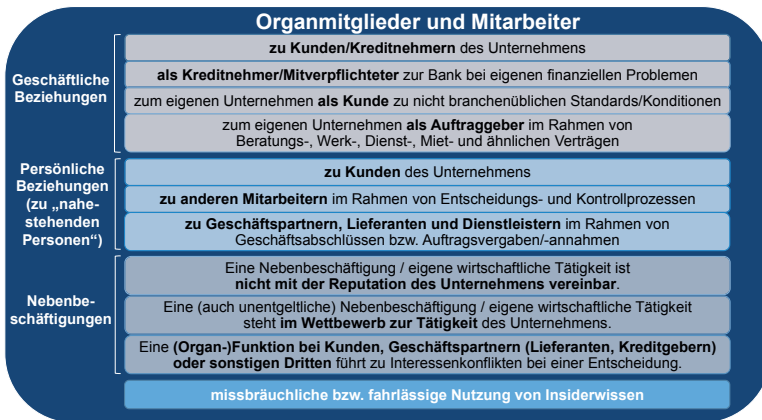 Organmitglieder und Mitarbeiter
Geschäftliche
Beziehungen
zu Kunden/Kreditnehmern des Unternehmens
als Kreditnehmer/Mitverpflichteter zur Bank bei eigenen finanziellen Problemen
zum eigenen Unternehmen als Kunde zu nicht branchenüblichen Standards/Konditionen
zum eigenen Unternehmen als Auftraggeber im Rahmen von
Beratungs-, Werk-, Dienst-, Miet- und ähnlichen Verträgen
Persönliche
Beziehungen
(zu „nahe-
stehenden
Personen“)
zu Kunden des Unternehmens
zu anderen Mitarbeitern im Rahmen von Entscheidungs- und Kontrollprozessen
zu Geschäftspartnern, Lieferanten und Dienstleistern im Rahmen von
Geschäftsabschlüssen bzw. Auftragsvergaben/-annahmen
Nebenbe-
schäftigungen
Eine Nebenbeschäftigung / eigene wirtschaftliche Tätigkeit ist
nicht mit der Reputation des Unternehmens vereinbar.
Eine (auch unentgeltliche) Nebenbeschäftigung / eigene wirtschaftliche Tätigkeit
steht im Wettbewerb zur Tätigkeit des Unternehmens.
Eine (Organ-)Funktion bei Kunden, Geschäftspartnern (Lieferanten, Kreditgebern)
oder sonstigen Dritten führt zu Interessenkonflikten bei einer Entscheidung.
missbräuchliche bzw. fahrlässige Nutzung von Insiderwissen